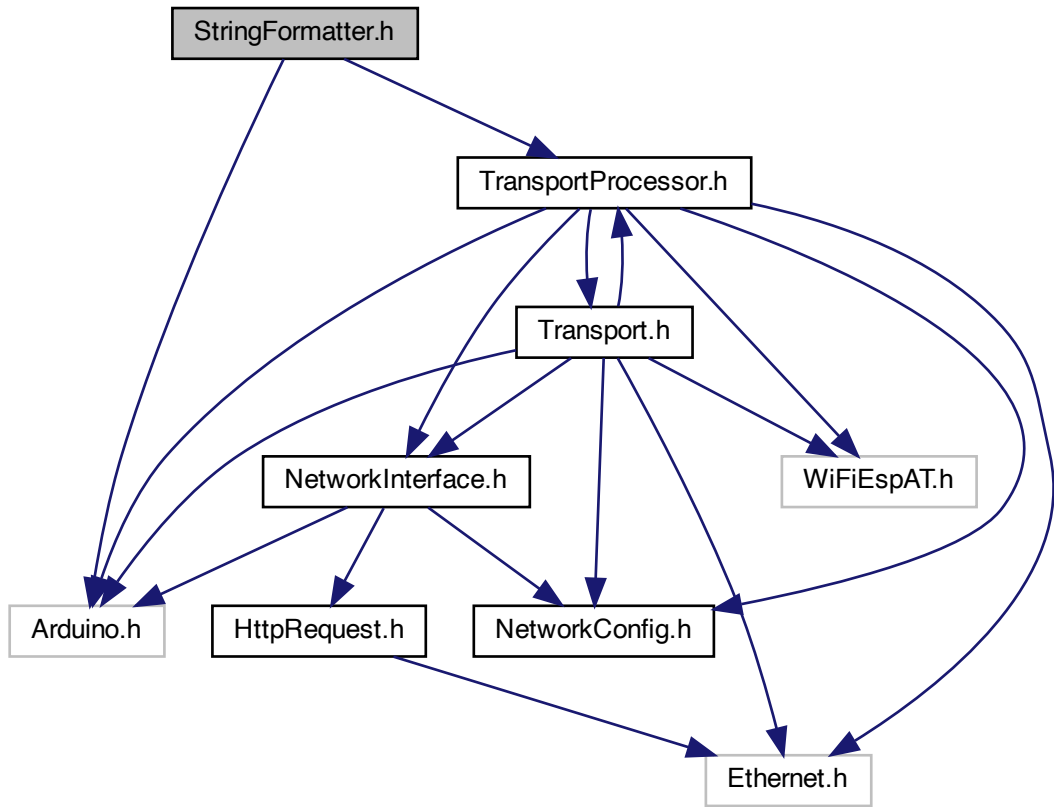 StringFormatter.h
TransportProcessor.h
Transport.h
NetworkInterface.h
WiFiEspAT.h
Arduino.h
HttpRequest.h
NetworkConfig.h
Ethernet.h